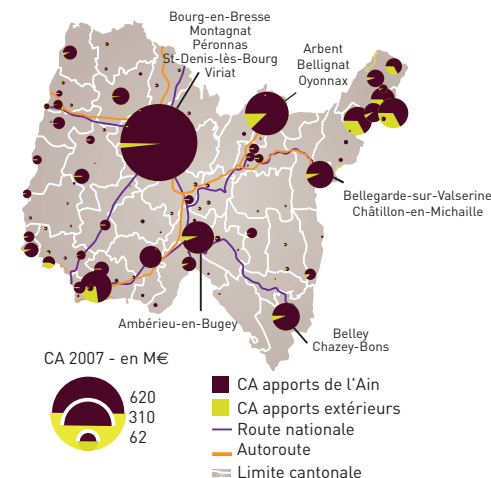 Bourg-en-Bresse
Montagnat
Péronnas
St-Denis-lès-Bourg
Viriat
Arbent
Bellignat
Oyonnax
Bellegarde-sur-Valserine
Châtillon-en-Michaille
Ambérieu-en-Bugey
Belley
Chazey-Bons
CA 2007 - en M€
620
310
62
CA apports de l'Ain
CA apports extérieurs
Route nationale
Autoroute
Limite cantonale